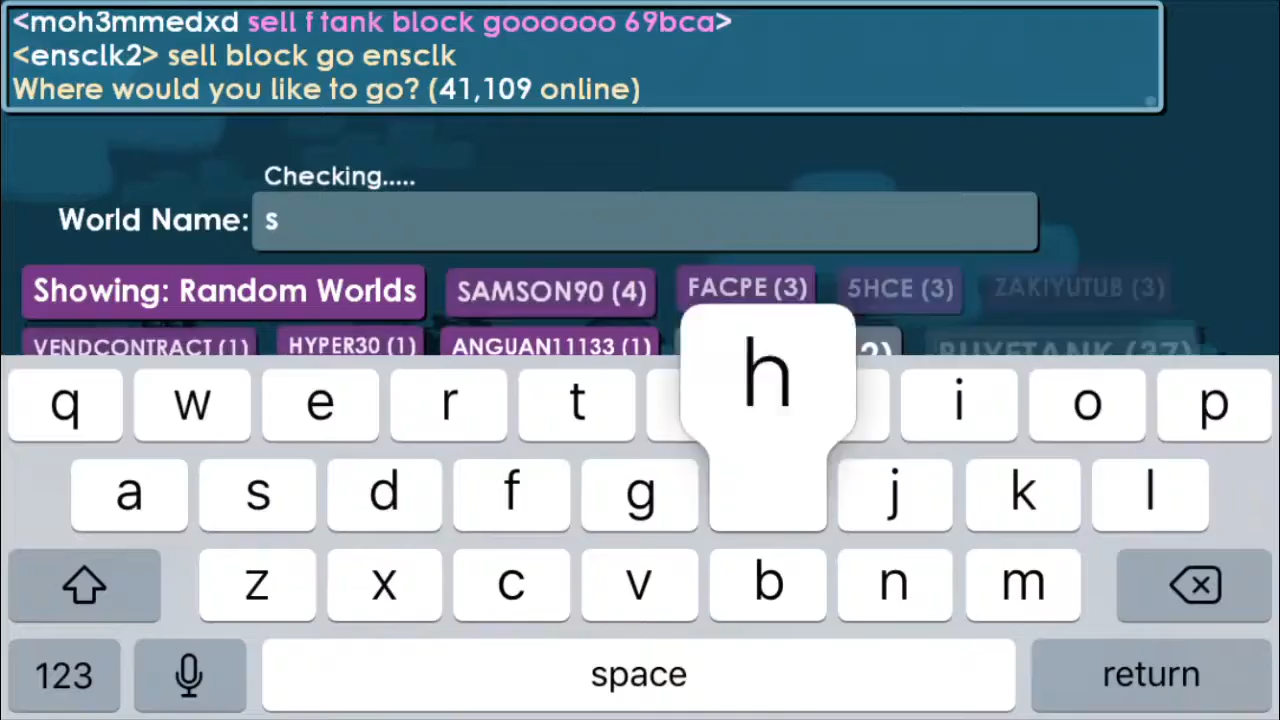 <moh3mmedxd sell f tank block goooooo 69bca>
<ensclk2> sell block go ensclk
Where would you like to go? (41,109 online)
Checking.....
World Name: s
Showing: Random Worlds SAMSON90 (4) FACPE (3) 5HCE (3) ZAKIYUTUB (3)
VENDCONTRACT (1) HYPER30 (1) ANGUAN11133 (1) BUYFTANK (37)
h
q w e r t i o p
a s d f g j k l
z x c v b n m
123 space return